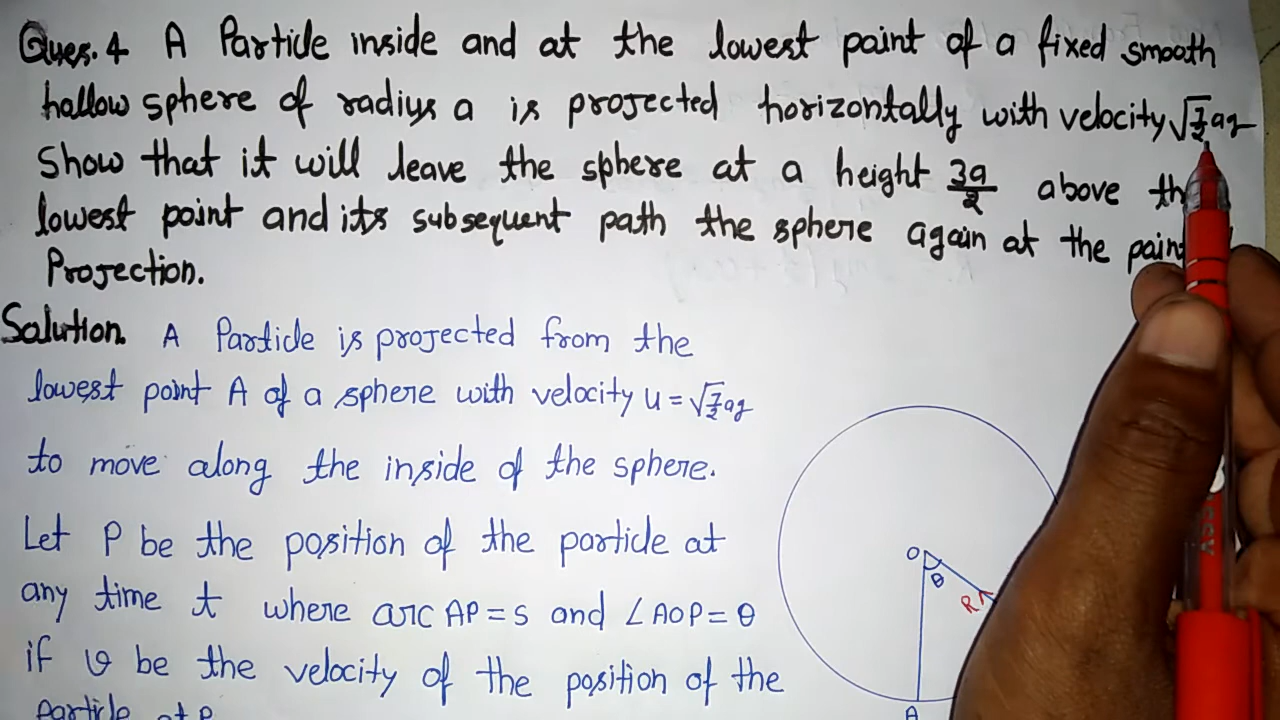 Ques. 4 A Particle inside and at the lowest point of a fixed smooth
hallow sphere of radius a is projected horizontally with velocity √7/2 ag
Show that it will leave the sphere at a height 3a/2 above
lowest point and its subsequent path the sphere again at the
Projection.
Solution. A Particle is projected from the
lowest point A of a sphere with velocity u = √7/2 ag
to move along the inside of the sphere.
Let P be the position of the particle at
any time t where arc AP = s and ∠AOP = θ
if v be the velocity of the position of the
Particle at P
O
θ
R
A